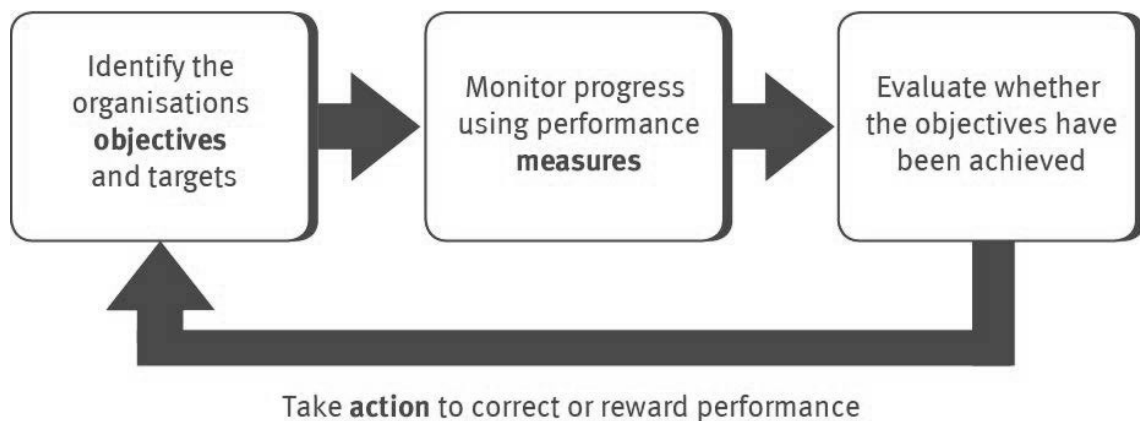 Identify the
organisations
objectives
and targets
Monitor progress
using performance
measures
Evaluate whether
the objectives have
been achieved
Take action to correct or reward performance